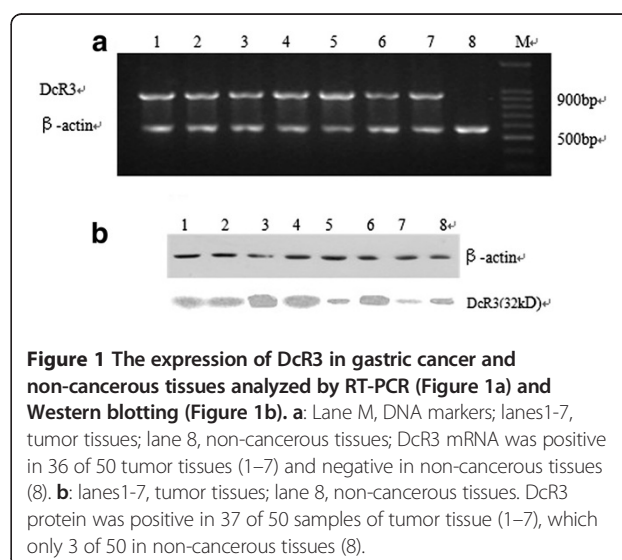 a
1 2 3 4 5 6 7 8 M↵
DcR3↵
900bp↵
β-actin↵
500bp↵
b
1 2 3 4 5 6 7 8↵
β-actin↵
DcR3(32kD)↵
Figure 1 The expression of DcR3 in gastric cancer and
non-cancerous tissues analyzed by RT-PCR (Figure 1a) and
Western blotting (Figure 1b). a: Lane M, DNA markers; lanes1-7,
tumor tissues; lane 8, non-cancerous tissues; DcR3 mRNA was positive
in 36 of 50 tumor tissues (1–7) and negative in non-cancerous tissues
(8). b: lanes1-7, tumor tissues; lane 8, non-cancerous tissues. DcR3
protein was positive in 37 of 50 samples of tumor tissue (1–7), which
only 3 of 50 in non-cancerous tissues (8).